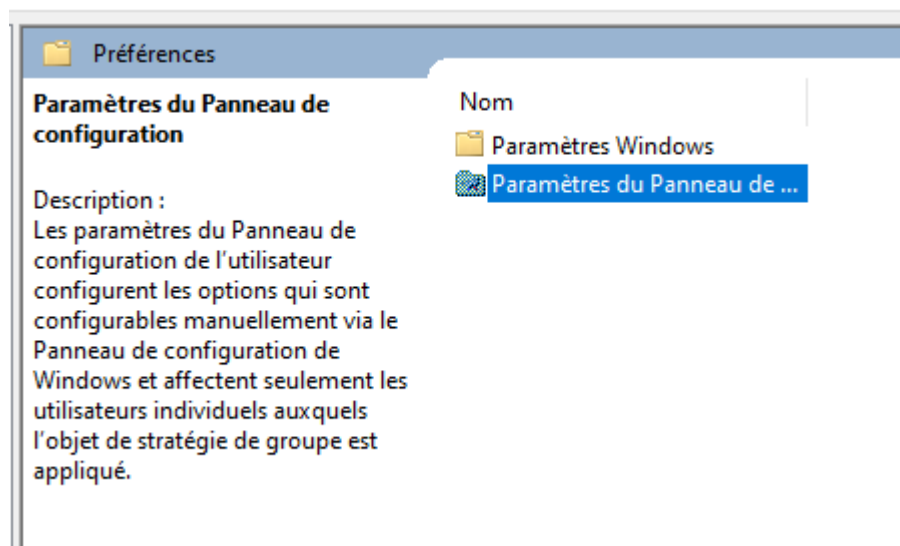 Préférences
Paramètres du Panneau de
configuration
Description :
Les paramètres du Panneau de
configuration de l'utilisateur
configurent les options qui sont
configurables manuellement via le
Panneau de configuration de
Windows et affectent seulement les
utilisateurs individuels auxquels
l'objet de stratégie de groupe est
appliqué.
Nom
Paramètres Windows
Paramètres du Panneau de ...